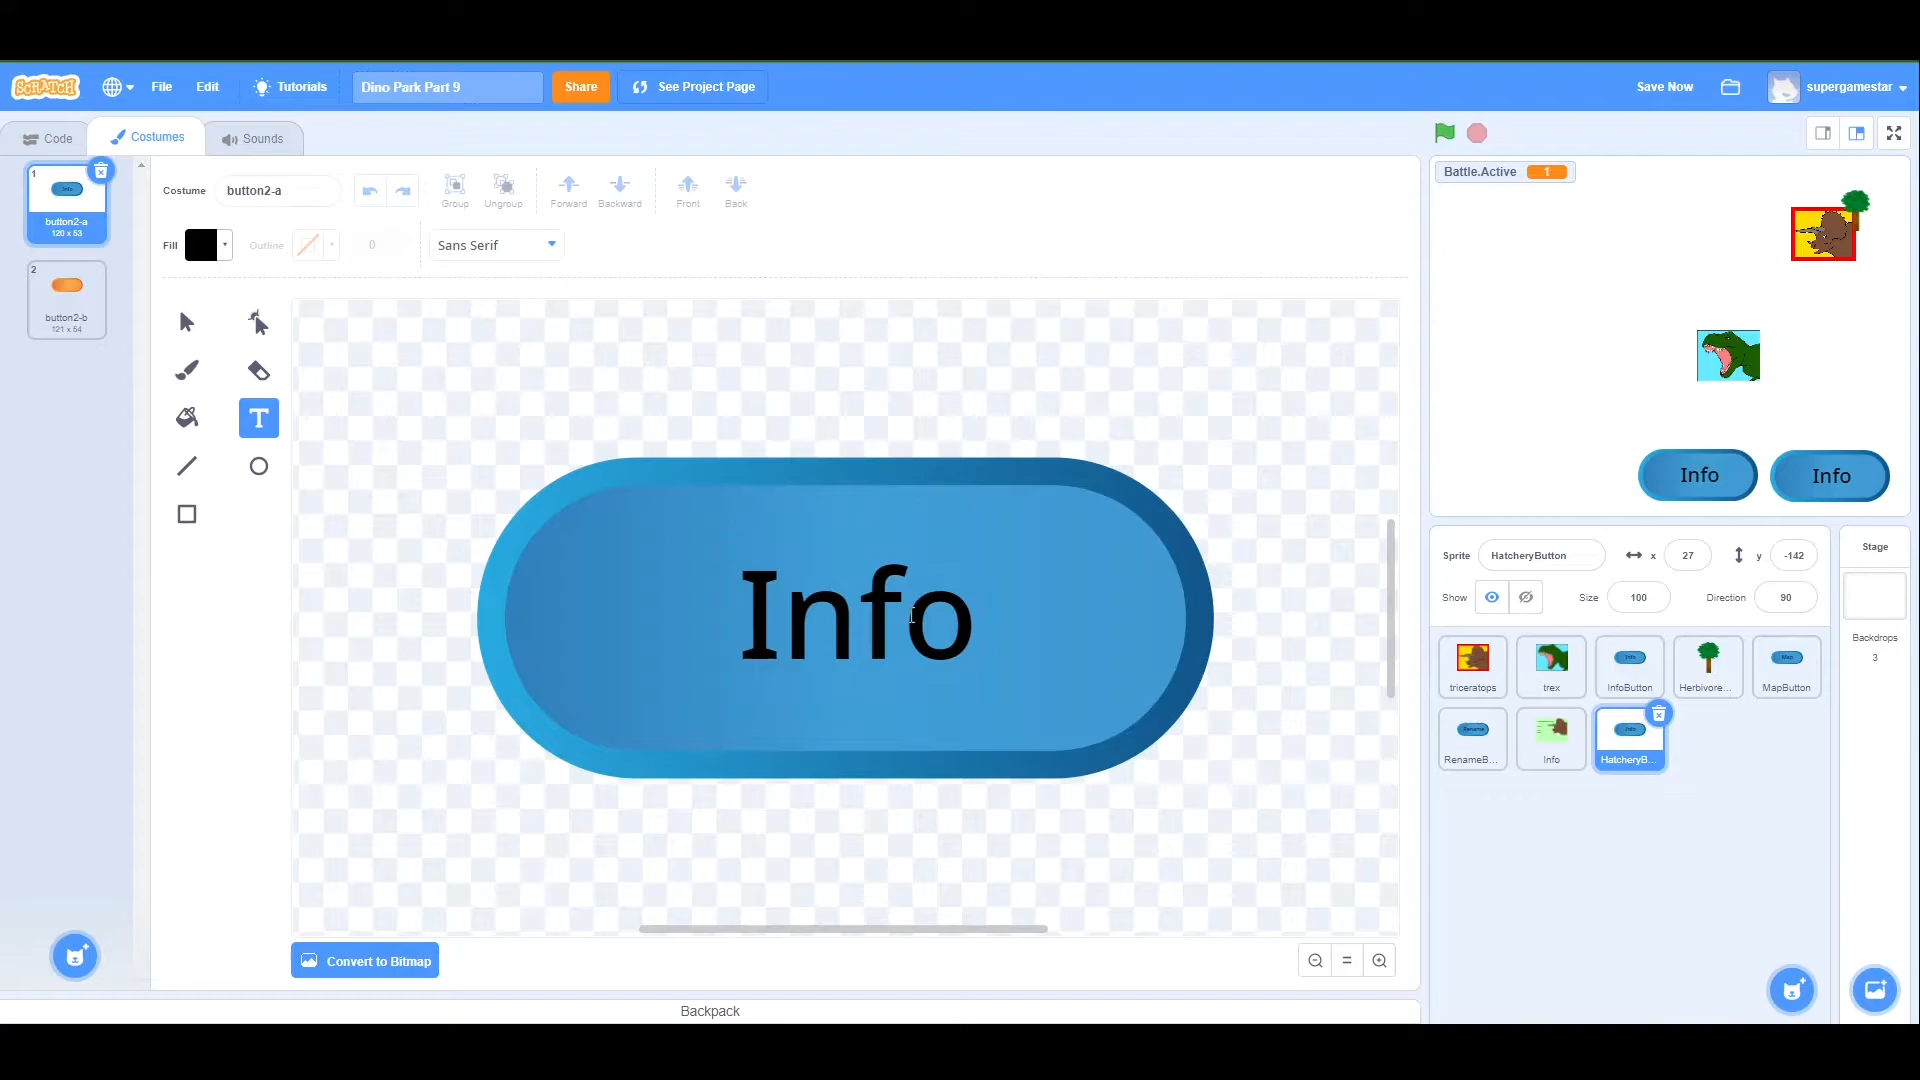 SCRATCH File Edit Tutorials Dino Park Part 9 Share See Project Page Save Now supergamestar
Code Costumes Sounds
1
button2-a
120 x 53
2
button2-b
121 x 54
Costume button2-a Group Ungroup Forward Backward Front Back
Fill Outline 0 Sans Serif
T
Info
Convert to Bitmap
Backpack
Battle.Active 1
Info Info
Sprite HatcheryButton x 27 y -142
Show Size 100 Direction 90
triceratops trex InfoButton Herbivore... MapButton
RenameB... Info HatcheryB...
Stage
Backdrops
3